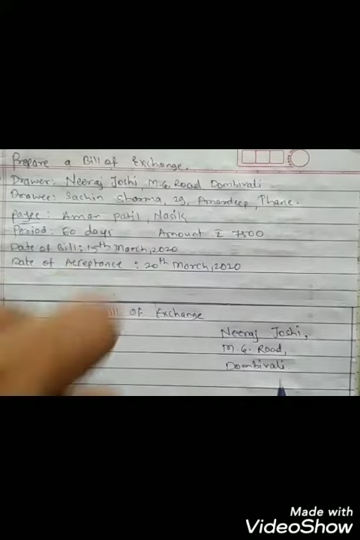 Prepare a Bill of Exchange.
Drawer: Neeraj Joshi M.G. Road Dombivali
Drawee: Sachin Sharma, 29, Amardeep, Thane.
Payee: Aman patil, Nasik
Period: 60 days Amount ₹ 7500
Date of Bill: 15th March, 2020
Date of Acceptance: 20th March, 2020
of Exchange
Neeraj Joshi,
M G. Road,
Dombivali
Made with
VideoShow